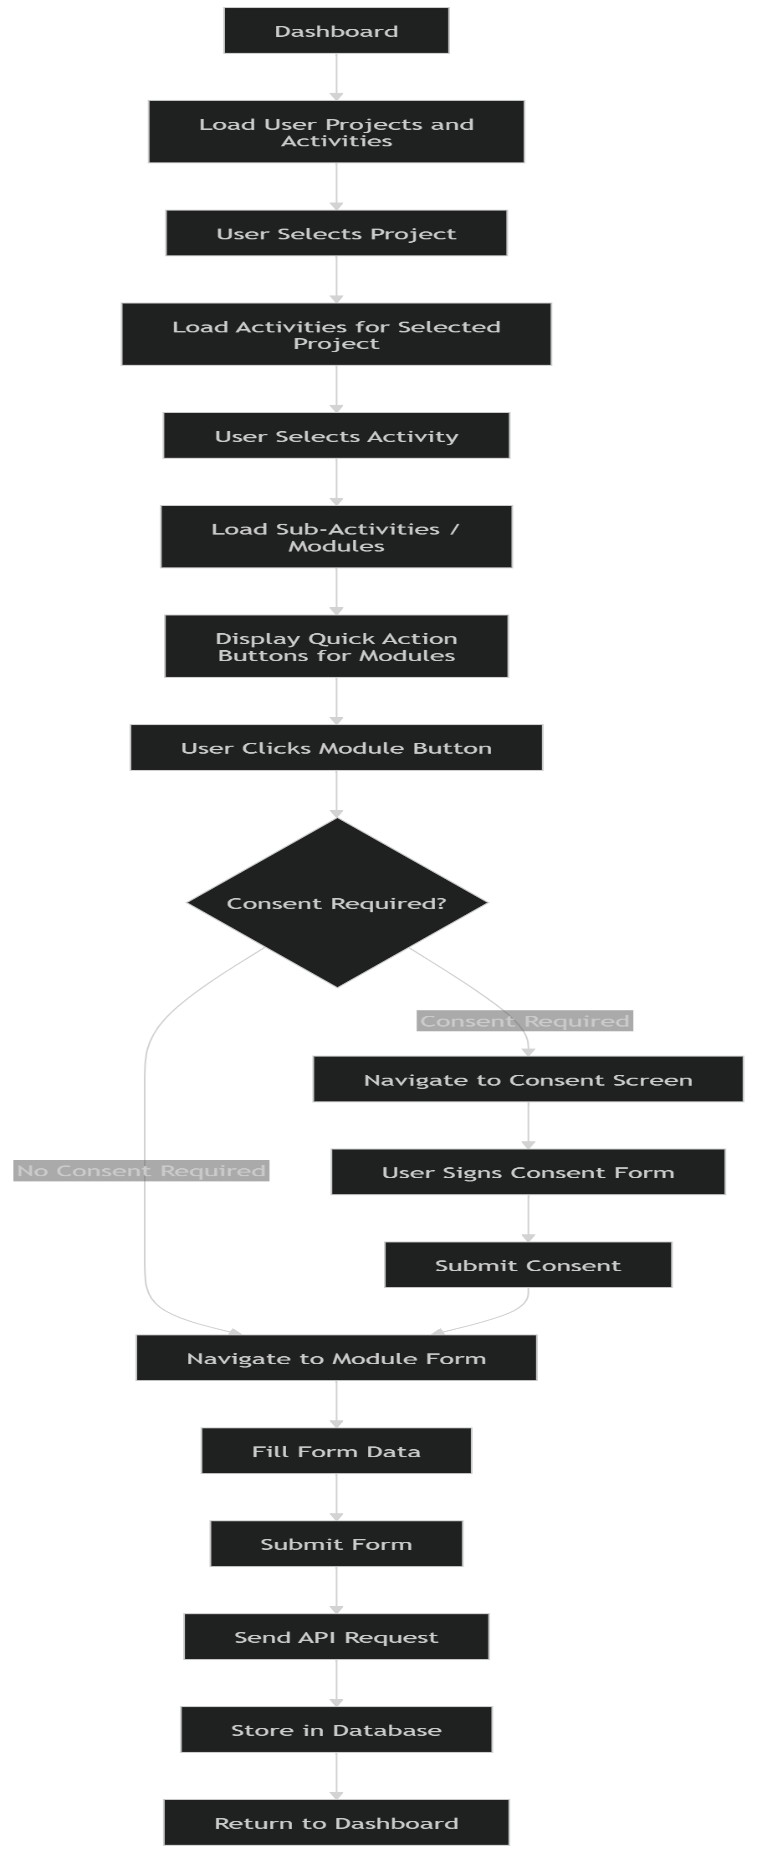 Dashboard
Load User Projects and
Activities
User Selects Project
Load Activities for Selected
Project
User Selects Activity
Load Sub-Activities /
Modules
Display Quick Action
Buttons for Modules
User Clicks Module Button
Consent Required?
Consent Required
Navigate to Consent Screen
No Consent Required
User Signs Consent Form
Submit Consent
Navigate to Module Form
Fill Form Data
Submit Form
Send API Request
Store in Database
Return to Dashboard